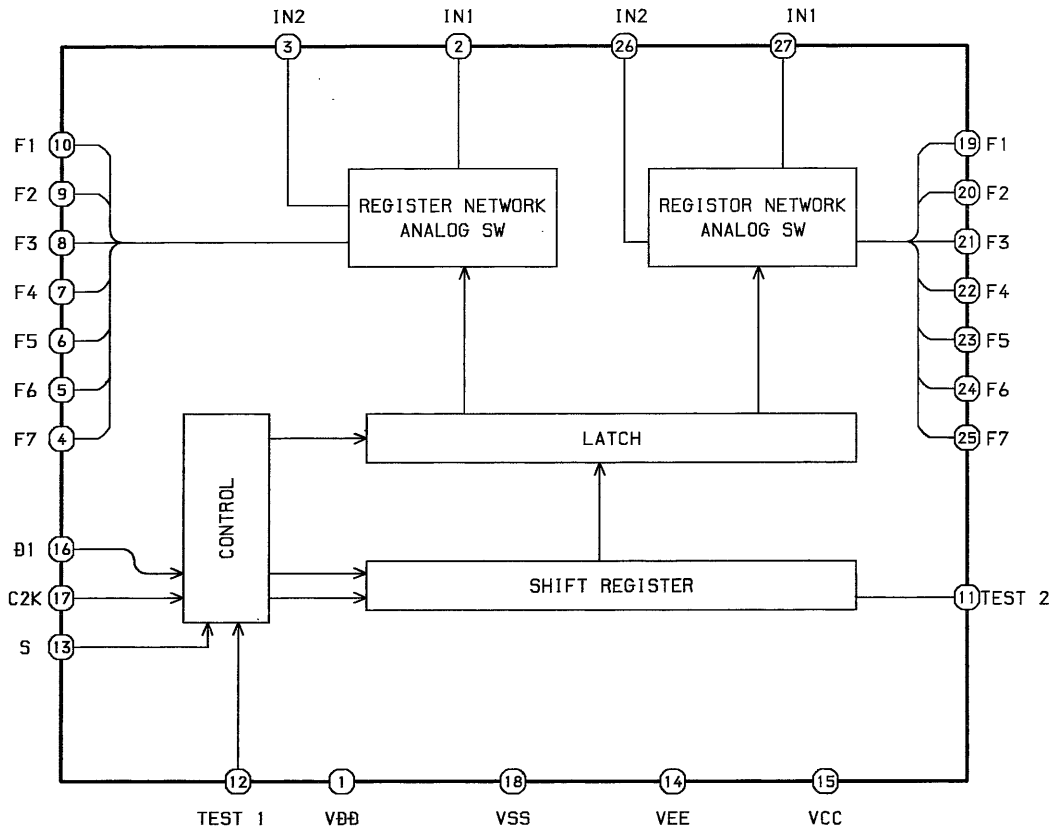 IN2 IN1 IN2 IN1
3 2 26 27
F1 10 19 F1
F2 9 20 F2
REGISTER NETWORK REGISTOR NETWORK
ANALOG SW ANALOG SW
F3 8 21 F3
F4 7 22 F4
F5 6 23 F5
F6 5 24 F6
F7 4 25 F7
LATCH
CONTROL
Ð1 16
SHIFT REGISTER
C2K 17 11 TEST 2
S 13
12 1 18 14 15
TEST 1 VÐÐ VSS VEE VCC